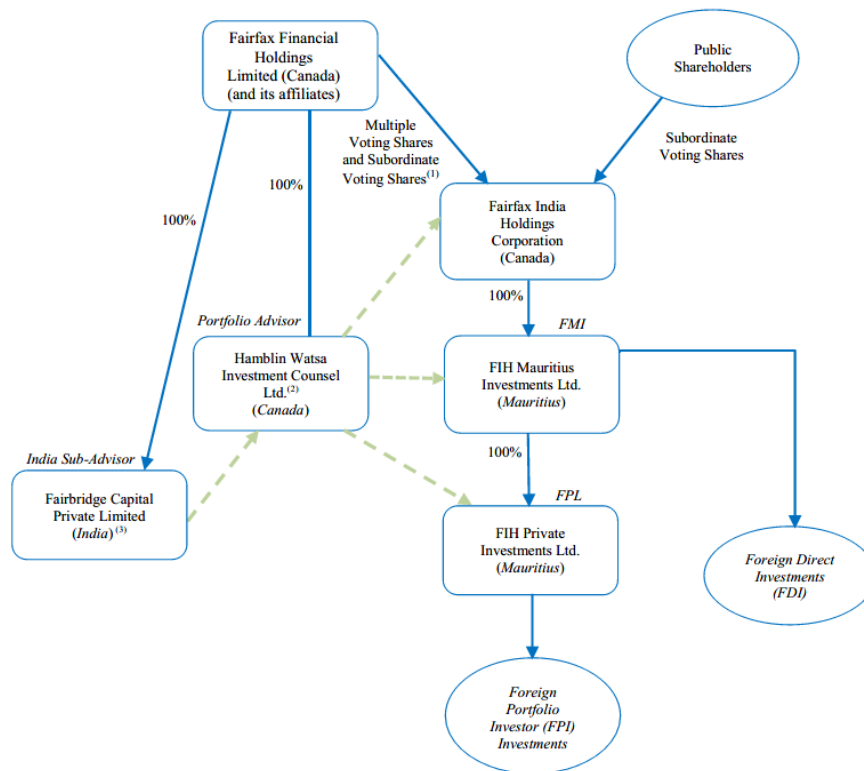 Fairfax Financial
Holdings
Limited (Canada)
(and its affiliates)
Public
Shareholders
Multiple
Voting Shares
and Subordinate
Voting Shares(1)
Subordinate
Voting Shares
100%
100%
Fairfax India
Holdings
Corporation
(Canada)
100%
Portfolio Advisor
FMI
Hamblin Watsa
Investment Counsel
Ltd.(2)
(Canada)
FIH Mauritius
Investments Ltd.
(Mauritius)
100%
India Sub-Advisor
FPL
Fairbridge Capital
Private Limited
(India) (3)
FIH Private
Investments Ltd.
(Mauritius)
Foreign Direct
Investments
(FDI)
Foreign
Portfolio
Investor (FPI)
Investments